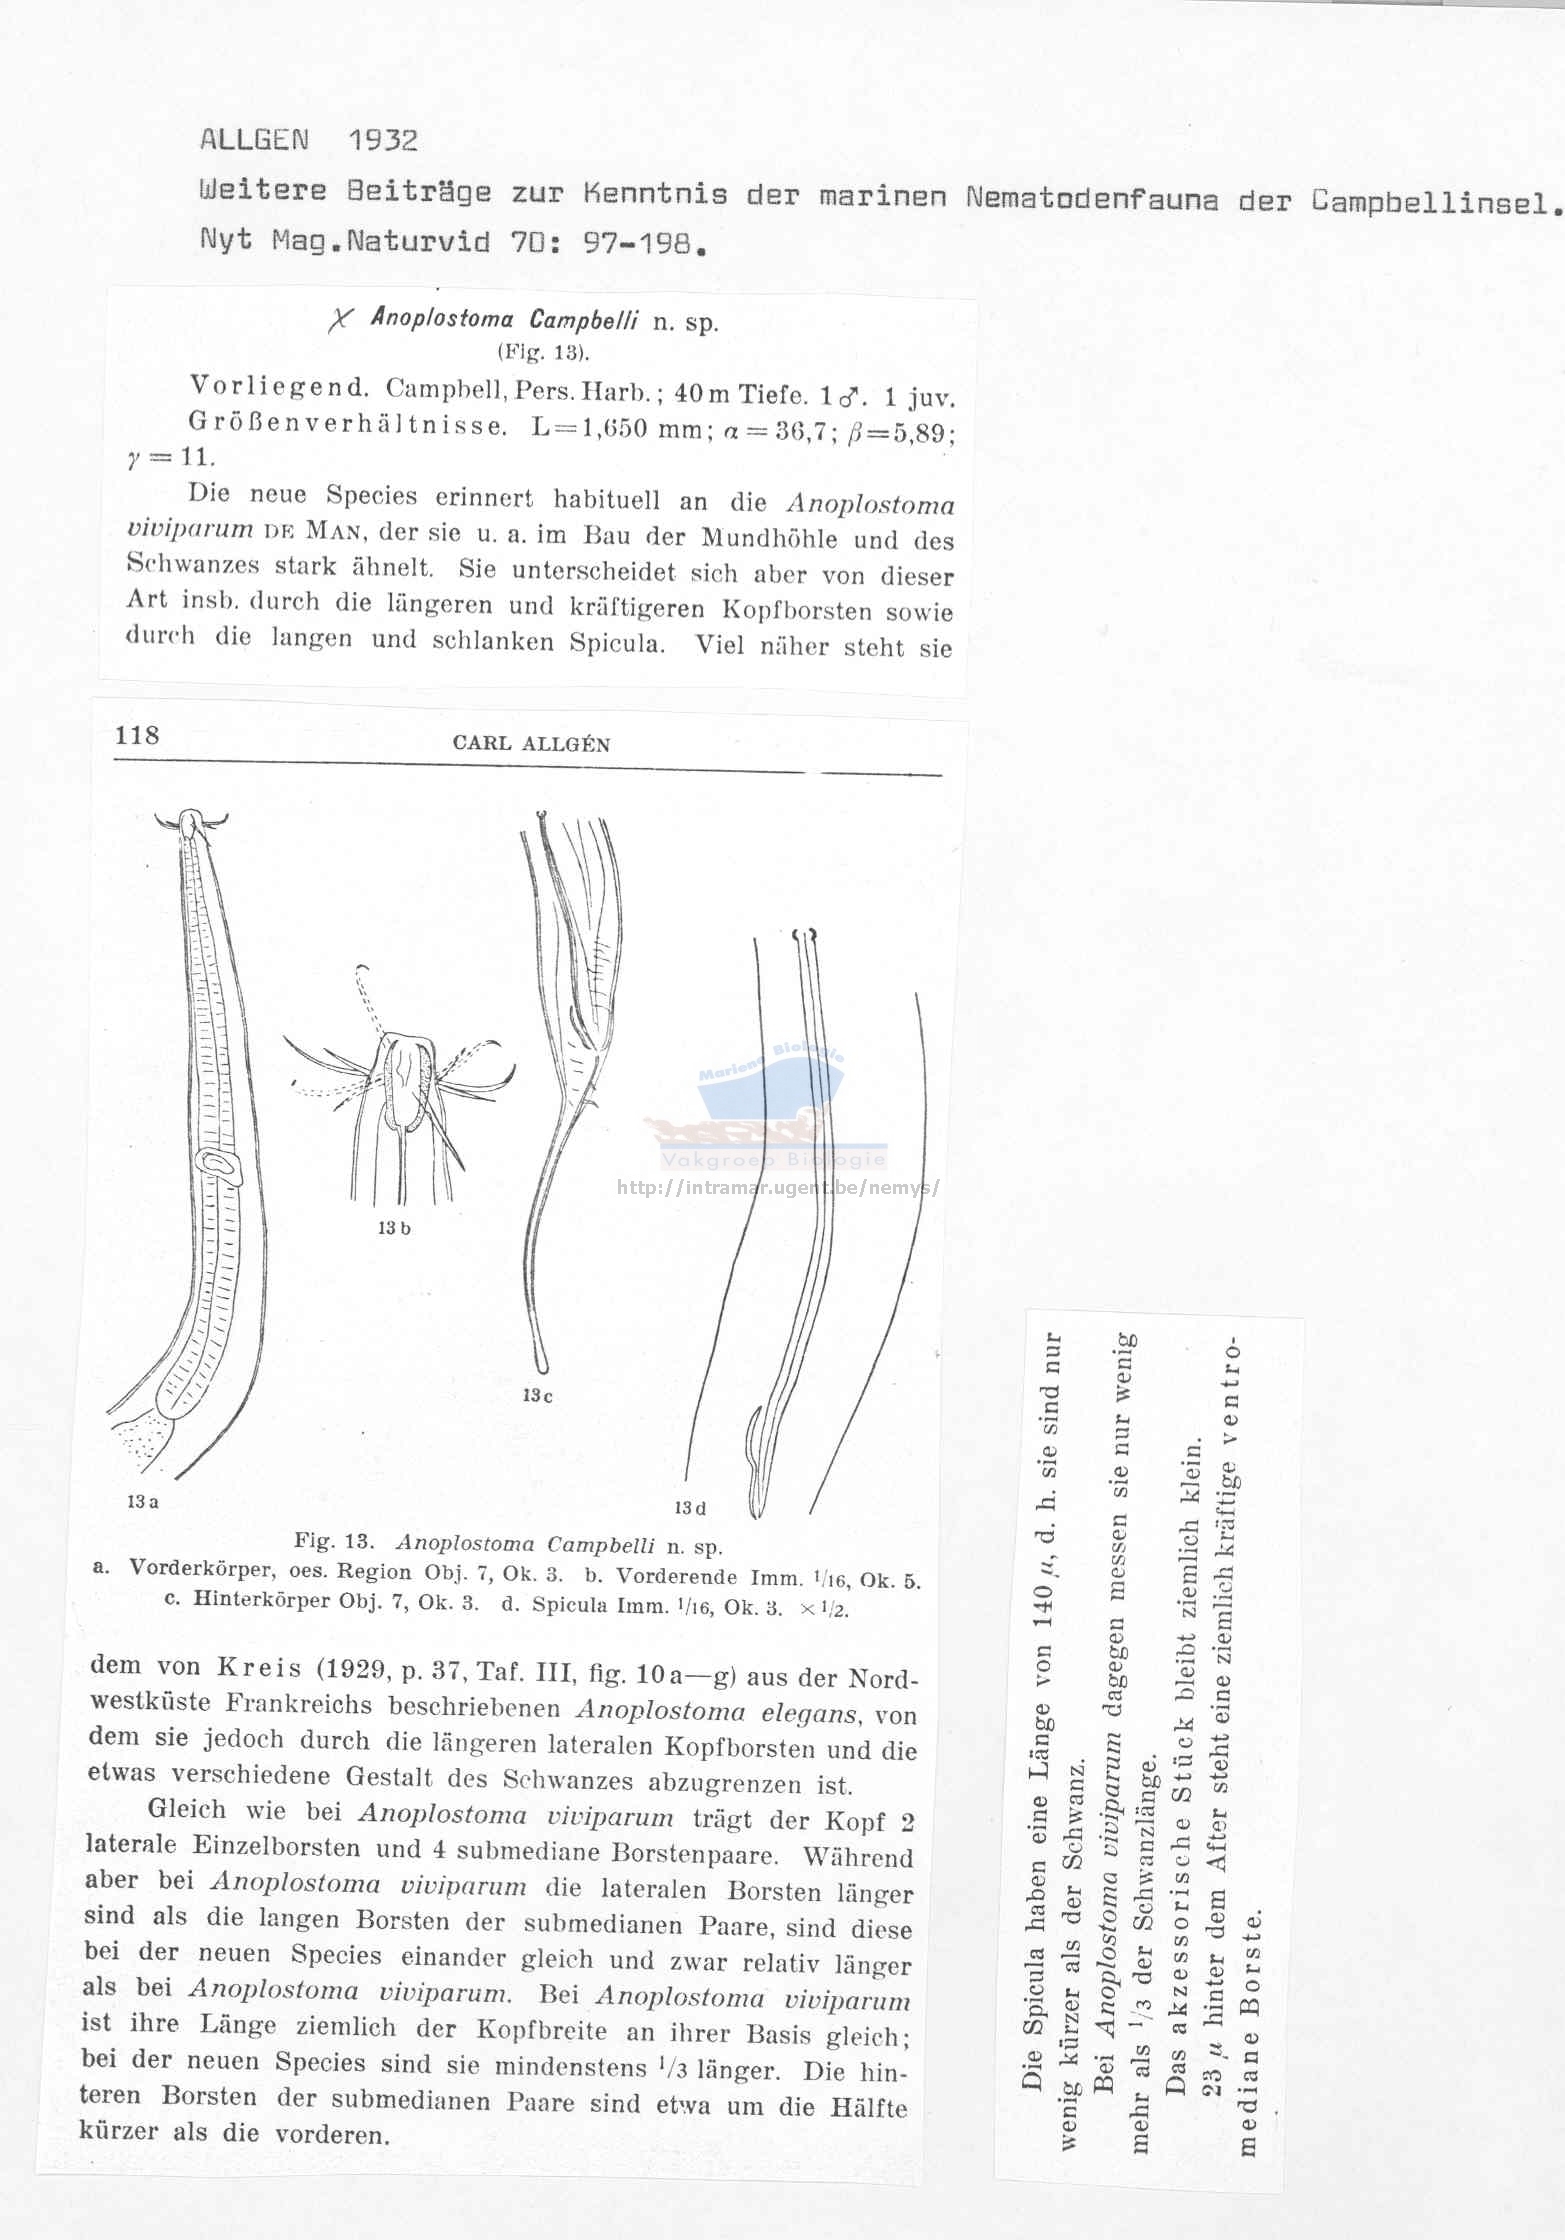 ALLGEN 1932
Weitere Beiträge zur Kenntnis der marinen Nematodenfauna der Campbellinsel.
Nyt Mag.Naturvid 70: 97-198.
X Anoplostoma Campbelli n. sp.
(Fig. 13).
Vorliegend. Campbell, Pers. Harb.; 40 m Tiefe. 1 ♂. 1 juv.
Größenverhältnisse. L=1,650 mm; α = 36,7; β=5,89;
γ = 11.
Die neue Species erinnert habituell an die Anoplostoma
viviparum DE MAN, der sie u. a. im Bau der Mundhöhle und des
Schwanzes stark ähnelt. Sie unterscheidet sich aber von dieser
Art insb. durch die längeren und kräftigeren Kopfborsten sowie
durch die langen und schlanken Spicula. Viel näher steht sie
118
CARL ALLGÉN
Mariene Biologie
Vakgroep Biologie
http://intramar.ugent.be/nemys/
13 b
13 c
13 a
13 d
Fig. 13. Anoplostoma Campbelli n. sp.
a. Vorderkörper, oes. Region Obj. 7, Ok. 3. b. Vorderende Imm. 1/16, Ok. 5.
c. Hinterkörper Obj. 7, Ok. 3. d. Spicula Imm. 1/16, Ok. 3. × 1/2.
dem von Kreis (1929, p. 37, Taf. III, fig. 10 a—g) aus der Nord-
westküste Frankreichs beschriebenen Anoplostoma elegans, von
dem sie jedoch durch die längeren lateralen Kopfborsten und die
etwas verschiedene Gestalt des Schwanzes abzugrenzen ist.
Gleich wie bei Anoplostoma viviparum trägt der Kopf 2
laterale Einzelborsten und 4 submediane Borstenpaare. Während
aber bei Anoplostoma viviparum die lateralen Borsten länger
sind als die langen Borsten der submedianen Paare, sind diese
bei der neuen Species einander gleich und zwar relativ länger
als bei Anoplostoma viviparum. Bei Anoplostoma viviparum
ist ihre Länge ziemlich der Kopfbreite an ihrer Basis gleich;
bei der neuen Species sind sie mindenstens 1/3 länger. Die hin-
teren Borsten der submedianen Paare sind etwa um die Hälfte
kürzer als die vorderen.
Die Spicula haben eine Länge von 140 μ, d. h. sie sind nur
wenig kürzer als der Schwanz.
Bei Anoplostoma viviparum dagegen messen sie nur wenig
mehr als 1/3 der Schwanzlänge.
Das akzessorische Stück bleibt ziemlich klein.
23 μ hinter dem After steht eine ziemlich kräftige ventro-
mediane Borste.